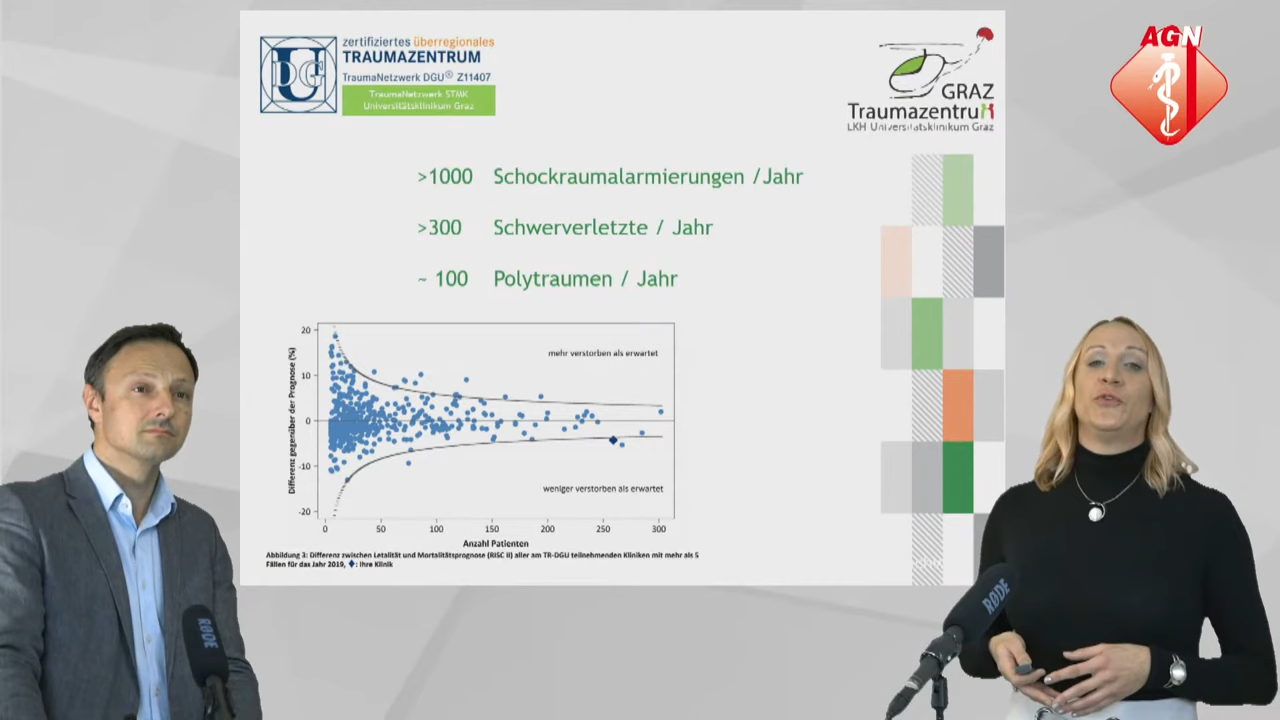 zertifiziertes überregionales
TRAUMAZENTRUM
TraumaNetzwerk DGU® Z11407
TraumaNetzwerk STMK
Universitätsklinikum Graz
DGU
GRAZ
Traumazentrum
LKH Universitätsklinikum Graz
AGN
>1000 Schockraumalarmierungen /Jahr
>300 Schwerverletzte / Jahr
~ 100 Polytraumen / Jahr
Differenz gegenüber der Prognose (%)
20
10
0
-10
-20
mehr verstorben als erwartet
weniger verstorben als erwartet
0 50 100 150 200 250 300
Anzahl Patienten
Abbildung 3: Differenz zwischen Letalität und Mortalitätsprognose (RISC II) aller am TR-DGU teilnehmenden Kliniken mit mehr als 5
Fällen für das Jahr 2019, ◆: Ihre Klinik
RØDE
RØDE